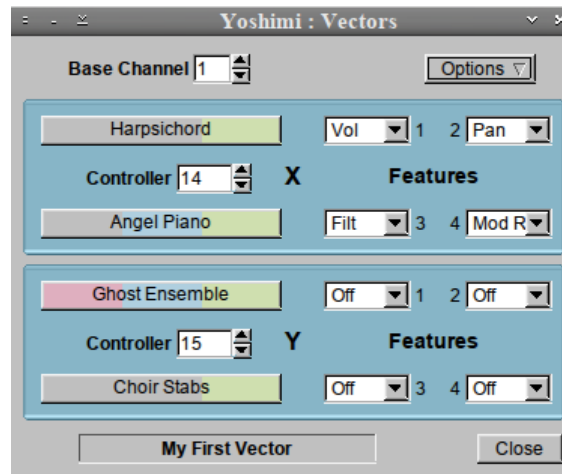 Yoshimi : Vectors
Base Channel 1 Options
Harpsichord Vol 1 2 Pan
Controller 14 X Features
Angel Piano Filt 3 4 Mod R
Ghost Ensemble Off 1 2 Off
Controller 15 Y Features
Choir Stabs Off 3 4 Off
My First Vector Close